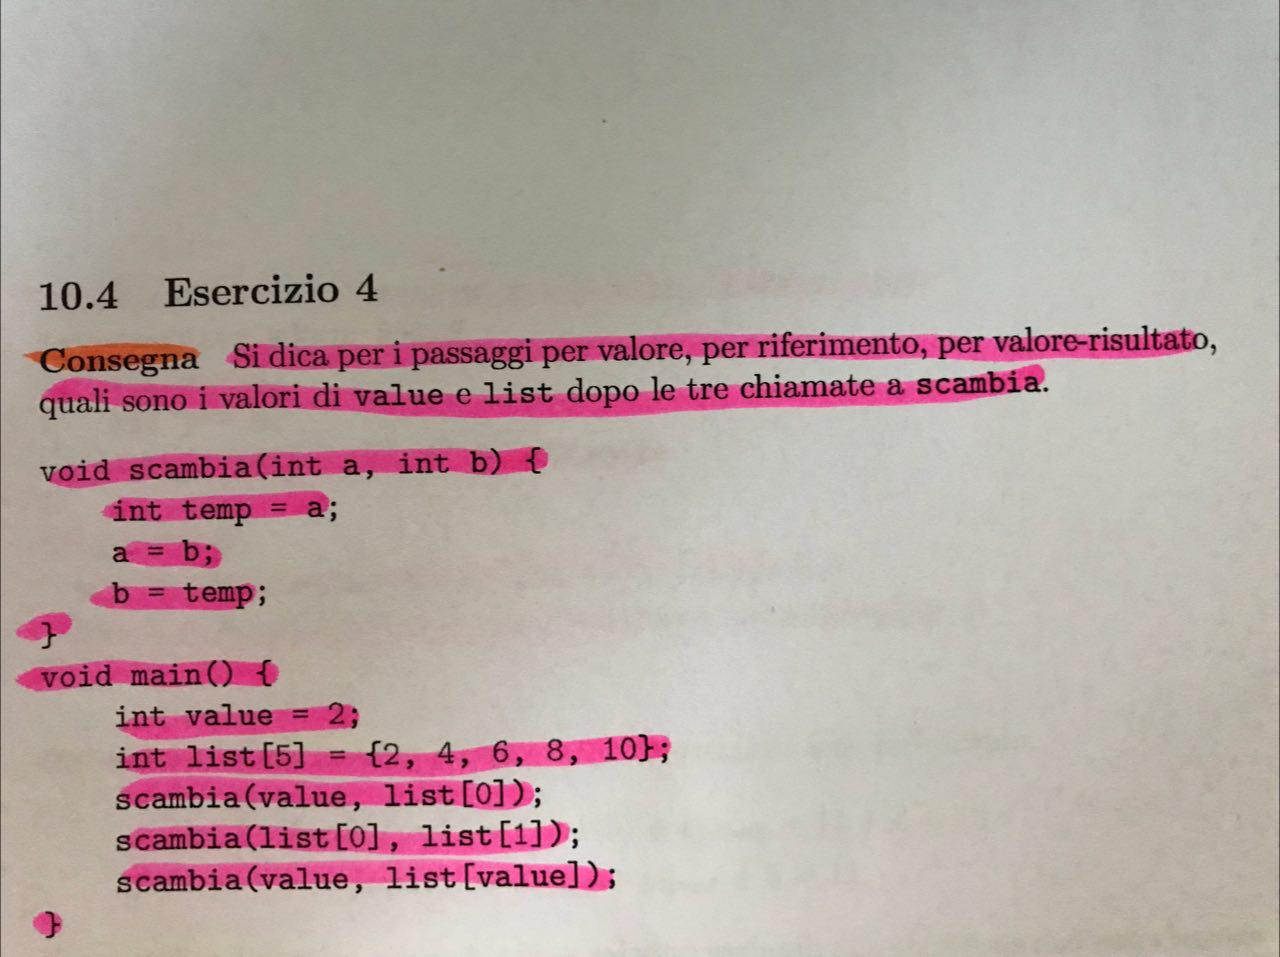 10.4 Esercizio 4
Consegna Si dica per i passaggi per valore, per riferimento, per valore-risultato,
quali sono i valori di value e list dopo le tre chiamate a scambia.
void scambia(int a, int b) {
int temp = a;
a = b;
b = temp;
}
void main() {
int value = 2;
int list[5] = {2, 4, 6, 8, 10};
scambia(value, list[0]);
scambia(list[0], list[1]);
scambia(value, list[value]);
}